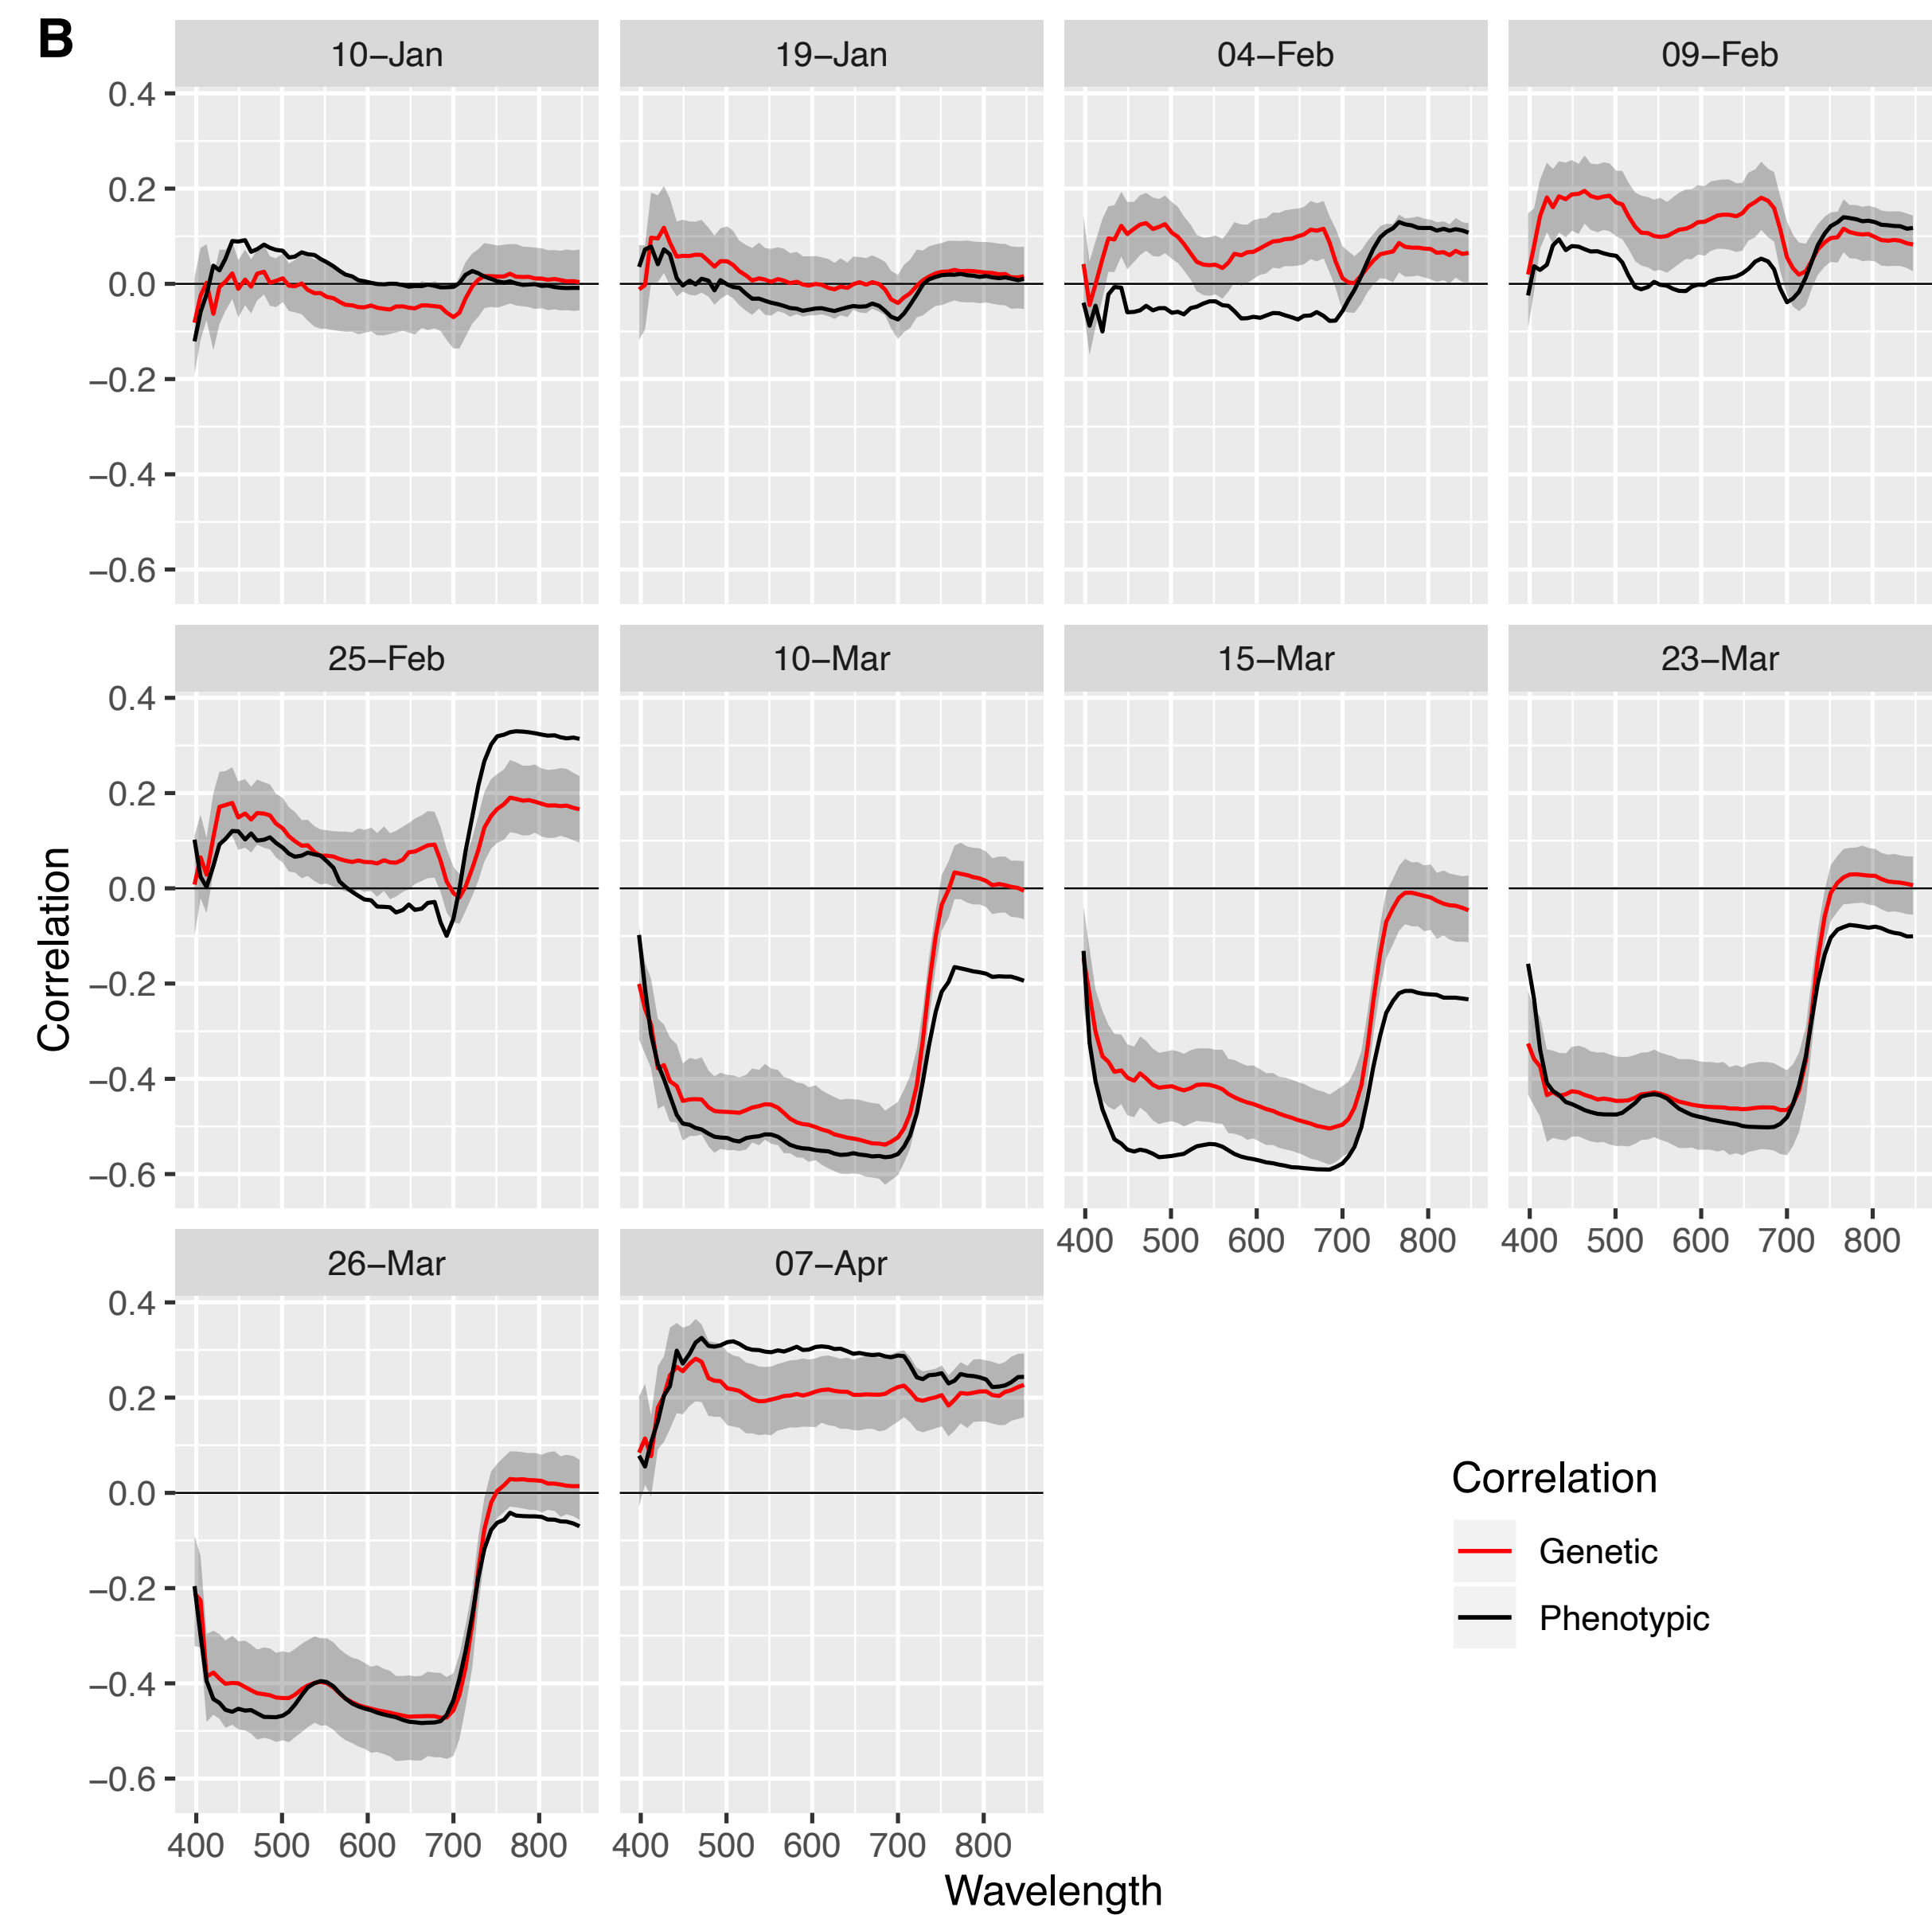 B
10−Jan
19−Jan
04−Feb
09−Feb
0.4
0.2
0.0
−0.2
−0.4
−0.6
25−Feb
10−Mar
15−Mar
23−Mar
0.4
0.2
0.0
−0.2
−0.4
−0.6
400 500 600 700 800
400 500 600 700 800
26−Mar
07−Apr
0.4
0.2
0.0
−0.2
−0.4
−0.6
400 500 600 700 800
400 500 600 700 800
Correlation
Wavelength
Correlation
Genetic
Phenotypic